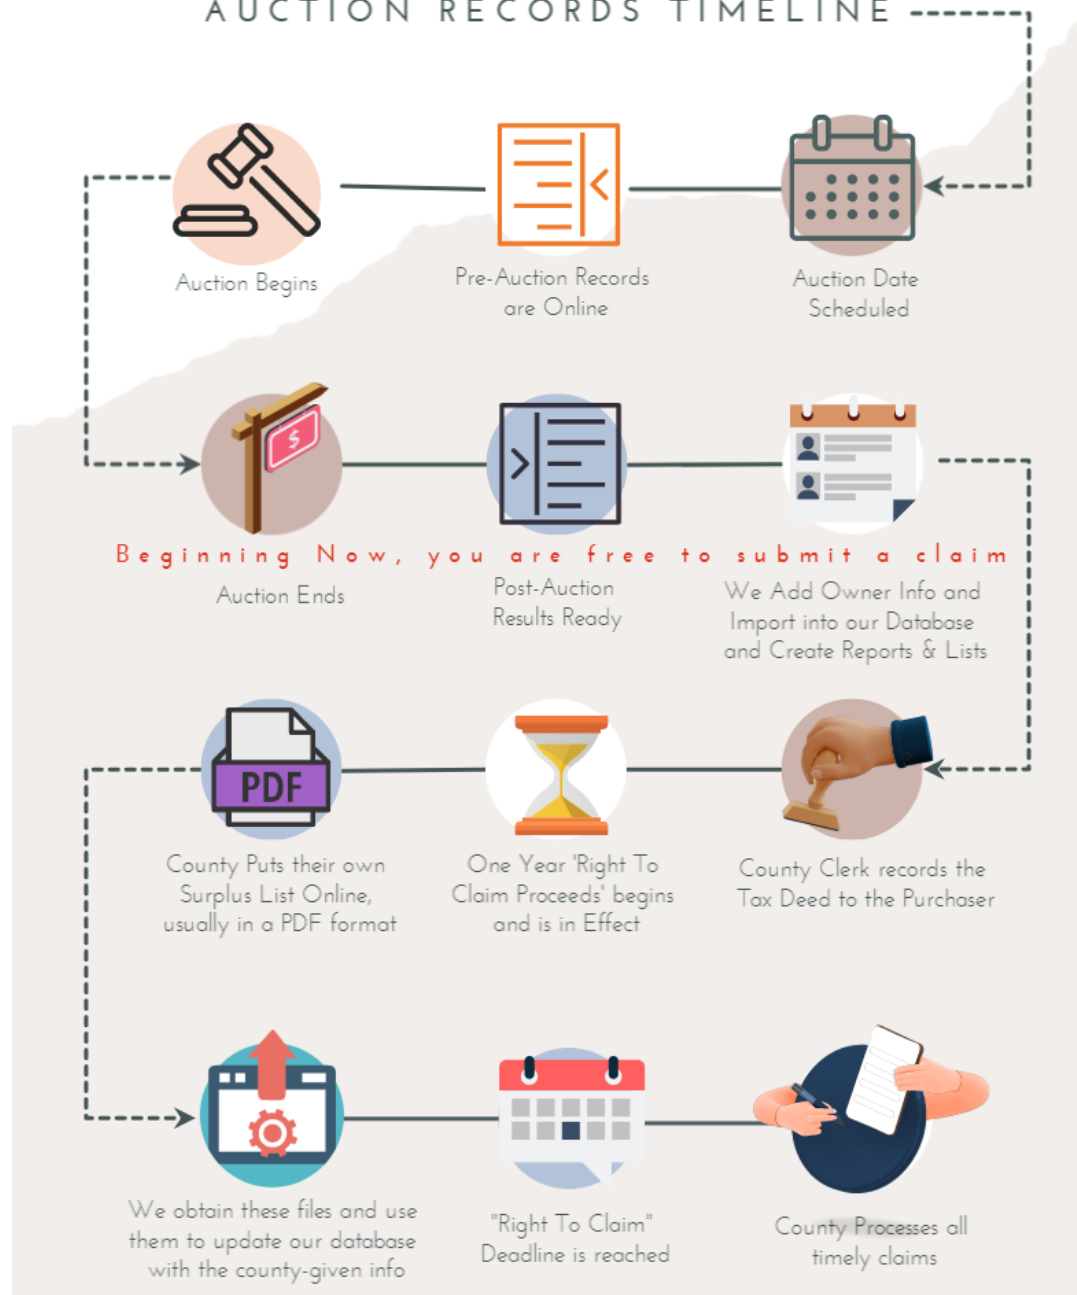 AUCTION RECORDS TIMELINE
Auction Begins
Pre-Auction Records
are Online
Auction Date
Scheduled
Beginning Now, you are free to submit a claim
Auction Ends
Post-Auction
Results Ready
We Add Owner Info and
Import into our Database
and Create Reports & Lists
PDF
County Puts their own
Surplus List Online,
usually in a PDF format
One Year 'Right To
Claim Proceeds' begins
and is in Effect
County Clerk records the
Tax Deed to the Purchaser
We obtain these files and use
them to update our database
with the county-given info
"Right To Claim"
Deadline is reached
County Processes all
timely claims
$